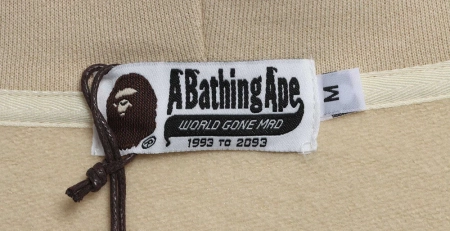 A Bathing Ape
WORLD GONE MAD
1993 TO 2093
M